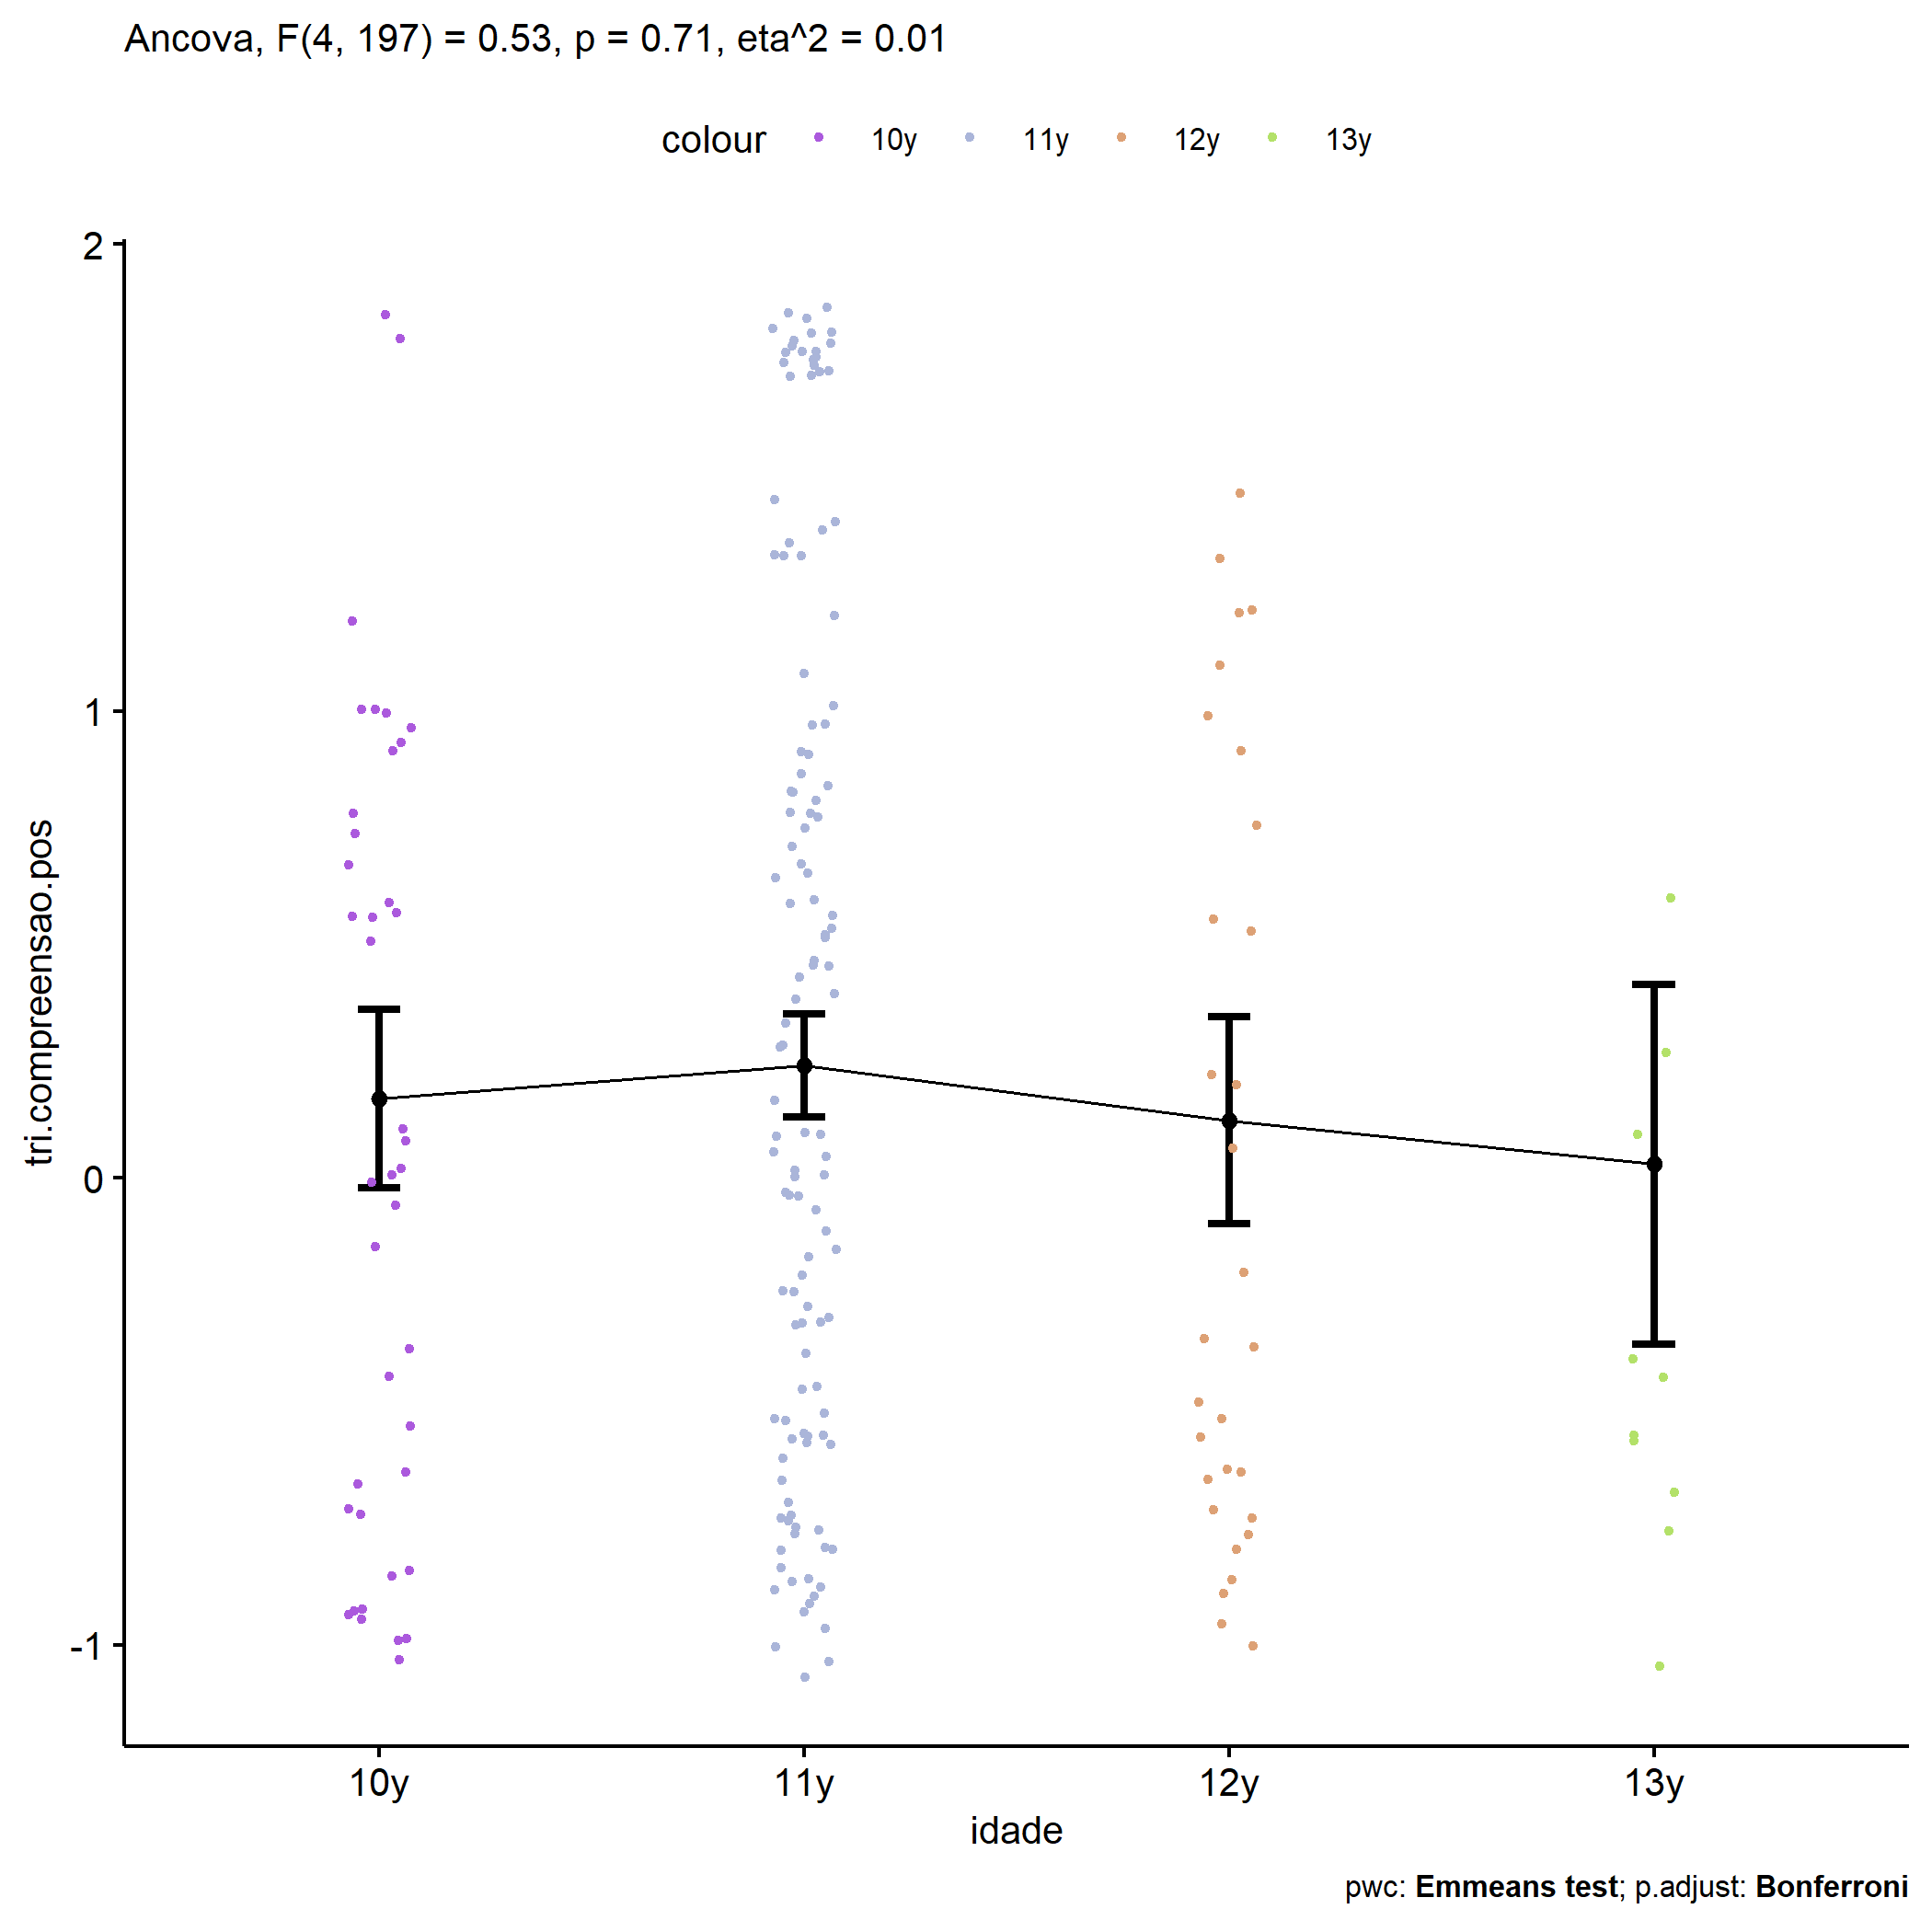 Ancova, F(4, 197) = 0.53, p = 0.71, eta^2 = 0.01
colour 10y 11y 12y 13y
2
1
0
-1
tri.compreensao.pos
10y 11y 12y 13y
idade
pwc: Emmeans test; p.adjust: Bonferroni